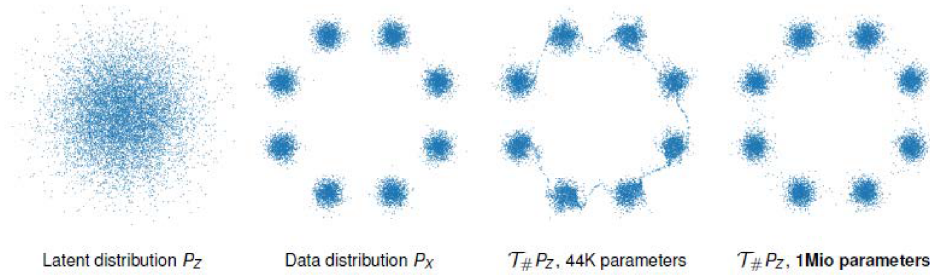 Latent distribution P_Z
Data distribution P_X
𝒯_# P_Z, 44K parameters
𝒯_# P_Z, 1Mio parameters